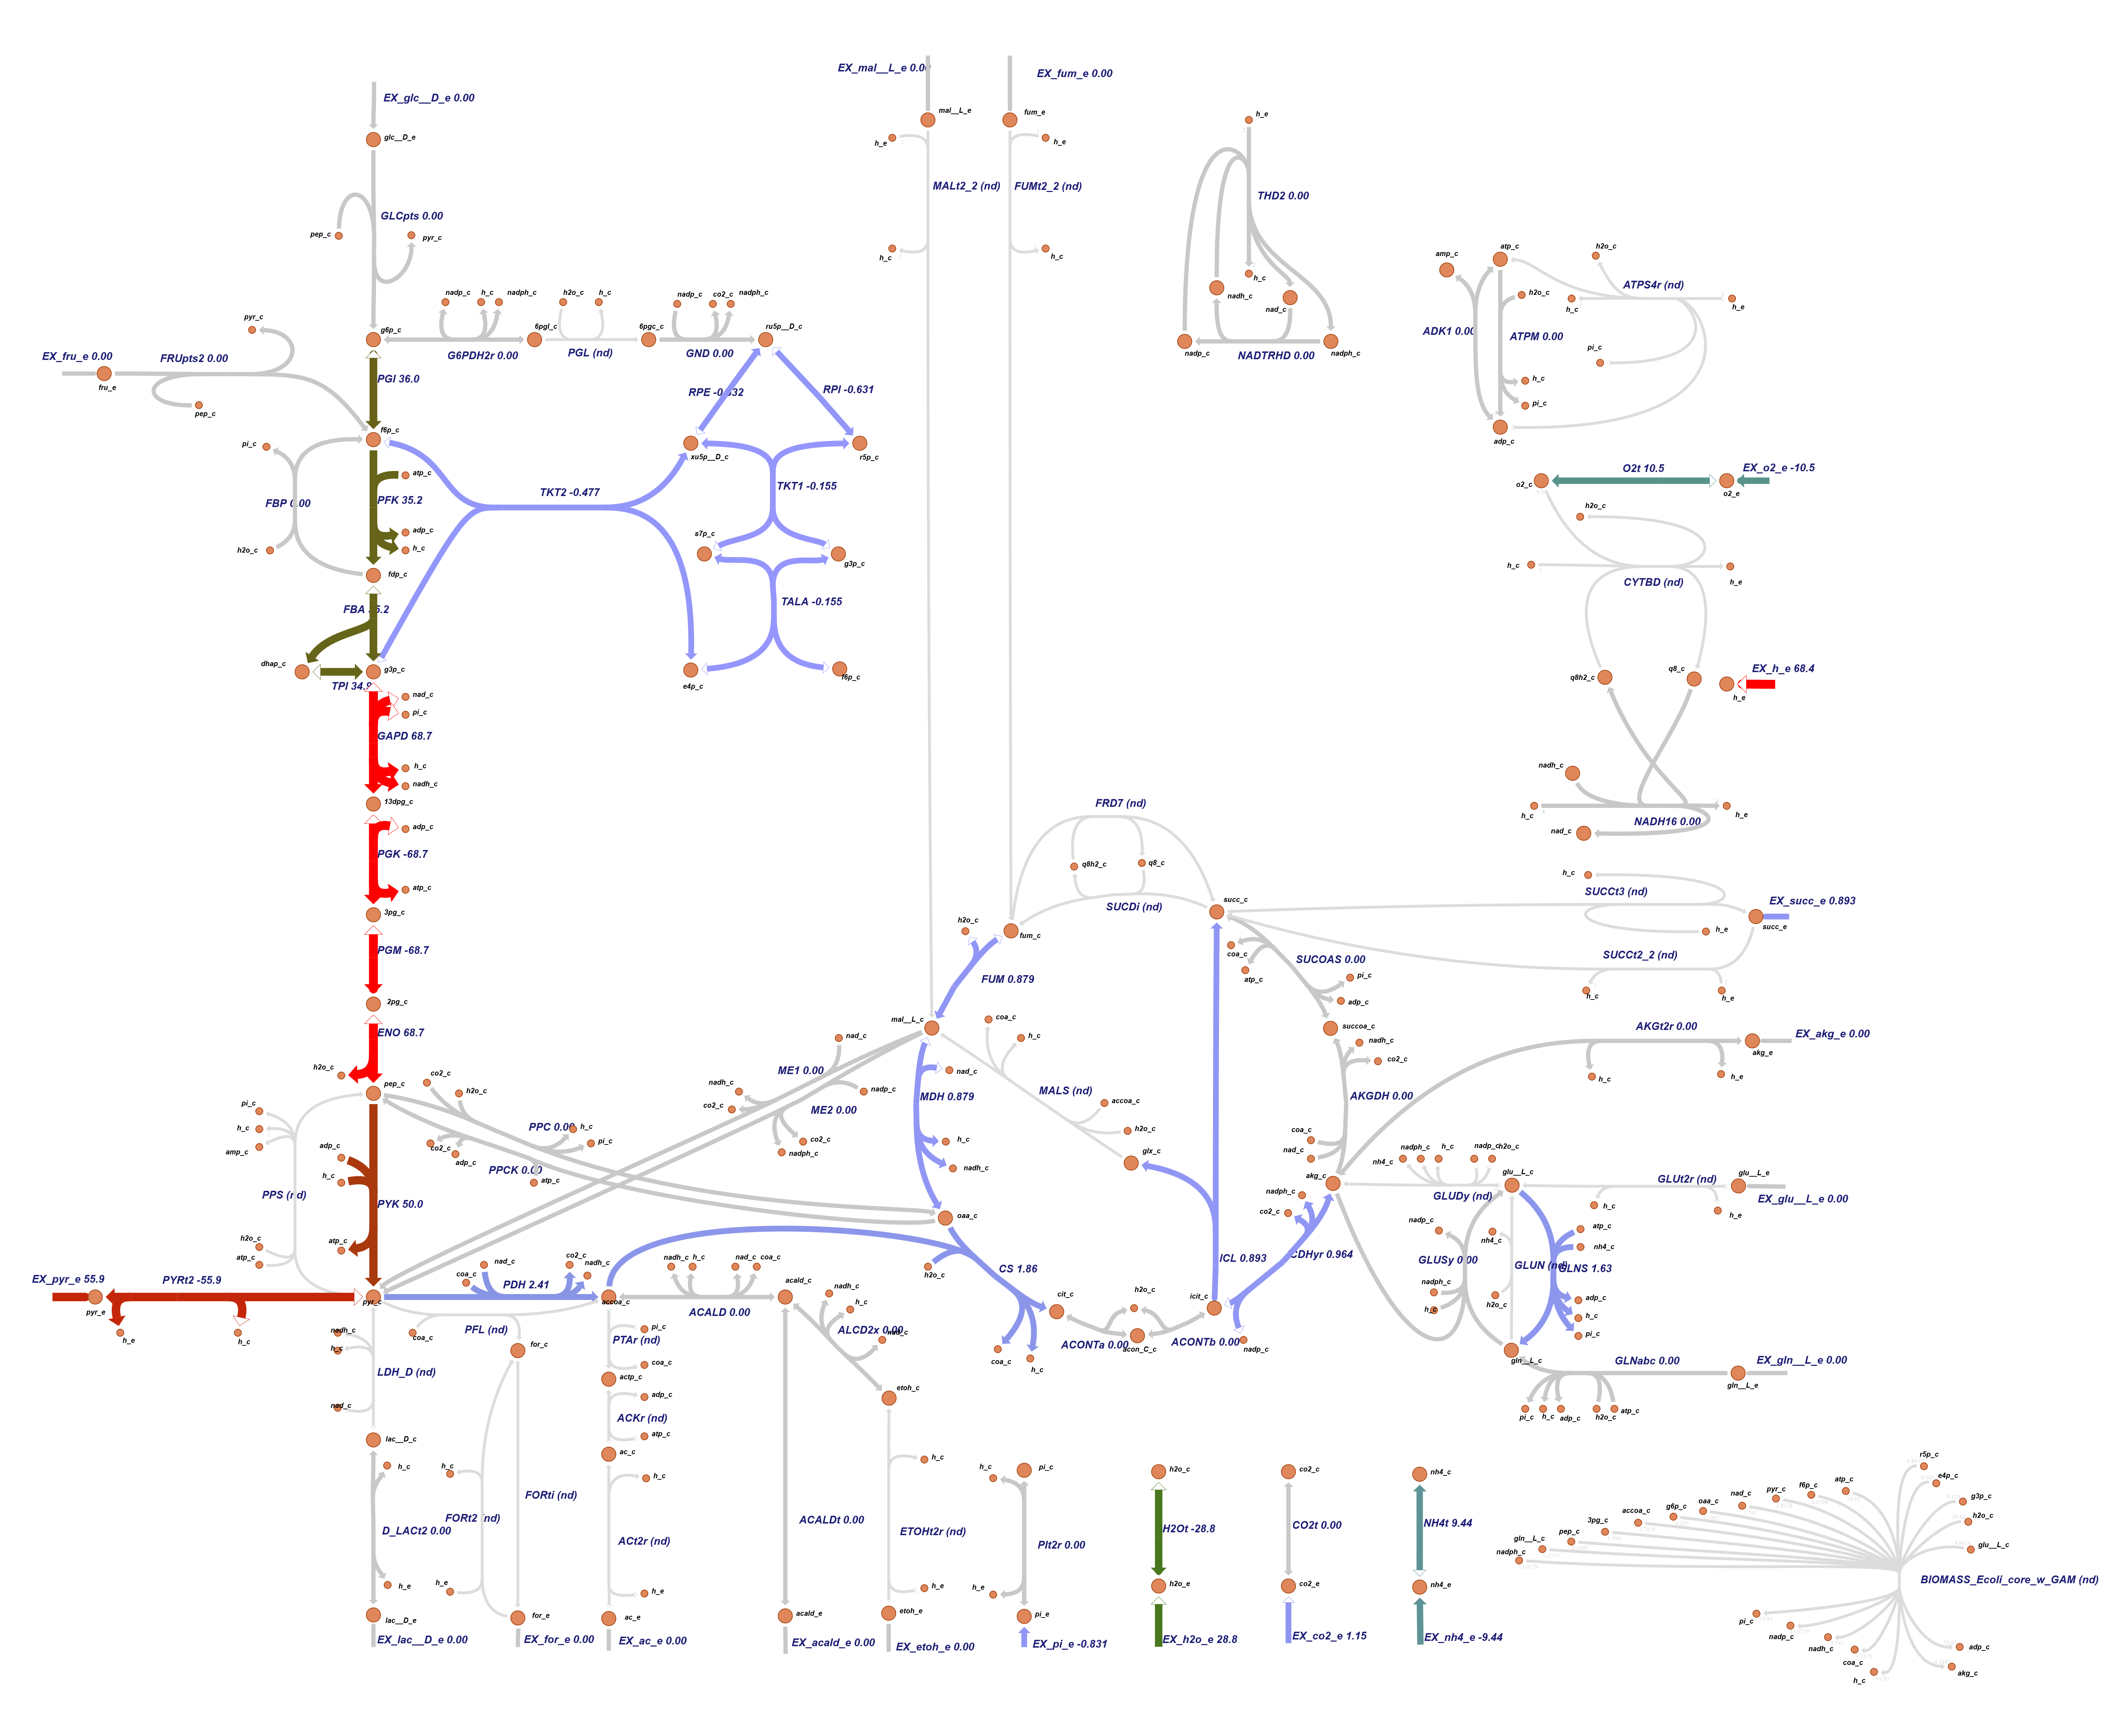 EX_glc__D_e 0.00
glc__D_e
GLCpts 0.00
pep_c
pyr_c
EX_mal__L_e 0.00
EX_fum_e 0.00
mal__L_e
fum_e
h_e
h_e
MALt2_2 (nd)
FUMt2_2 (nd)
h_c
h_c
h_e
THD2 0.00
h_c
nadh_c
nad_c
nadp_c
NADTRHD 0.00
nadph_c
amp_c
atp_c
h2o_c
ATPS4r (nd)
h2o_c
h_c
h_e
ADK1 0.00
ATPM 0.00
pi_c
h_c
pi_c
adp_c
nadp_c
h_c
nadph_c
h2o_c
h_c
nadp_c
co2_c
nadph_c
g6p_c
6pgl_c
6pgc_c
ru5p__D_c
G6PDH2r 0.00
PGL (nd)
GND 0.00
pyr_c
EX_fru_e 0.00
FRUpts2 0.00
fru_e
pep_c
PGI 36.0
RPE -0.632
RPI -0.631
f6p_c
pi_c
xu5p__D_c
r5p_c
atp_c
FBP 0.00
PFK 35.2
TKT2 -0.477
TKT1 -0.155
adp_c
h_c
h2o_c
s7p_c
g3p_c
fdp_c
FBA 35.2
TALA -0.155
dhap_c
g3p_c
TPI 34.9
e4p_c
f6p_c
O2t 10.5
EX_o2_e -10.5
o2_c
o2_e
h2o_c
h_c
h_e
CYTBD (nd)
q8h2_c
q8_c
EX_h_e 68.4
h_e
nadh_c
h_c
h_e
NADH16 0.00
nad_c
nad_c
pi_c
GAPD 68.7
h_c
nadh_c
13dpg_c
adp_c
PGK -68.7
atp_c
3pg_c
PGM -68.7
2pg_c
ENO 68.7
h2o_c
pep_c
FRD7 (nd)
q8h2_c
q8_c
SUCDi (nd)
succ_c
h2o_c
fum_c
h_c
SUCCt3 (nd)
EX_succ_e 0.893
succ_e
h_e
SUCCt2_2 (nd)
h_c
h_e
coa_c
atp_c
SUCOAS 0.00
pi_c
adp_c
FUM 0.879
mal__L_c
coa_c
h_c
succoa_c
nadh_c
co2_c
AKGt2r 0.00
EX_akg_e 0.00
akg_e
h_c
h_e
nad_c
ME1 0.00
nadh_c
co2_c
nadp_c
ME2 0.00
co2_c
nadph_c
nad_c
MDH 0.879
h_c
nadh_c
MALS (nd)
accoa_c
h2o_c
glx_c
AKGDH 0.00
coa_c
nad_c
akg_c
co2_c
h2o_c
PPC 0.00
h_c
pi_c
co2_c
adp_c
PPCK 0.00
atp_c
pi_c
h_c
amp_c
adp_c
h_c
PPS (nd)
PYK 50.0
h2o_c
atp_c
atp_c
oaa_c
nadph_c
co2_c
nadph_c
h_c
nadp_c
h2o_c
nh4_c
glu__L_c
GLUDy (nd)
glu__L_e
GLUt2r (nd)
EX_glu__L_e 0.00
h_c
h_e
nadp_c
nh4_c
atp_c
nh4_c
GLUSy 0.00
GLUN (nd)
GLNS 1.63
nadph_c
h_c
h2o_c
adp_c
h_c
pi_c
gln__L_c
GLNabc 0.00
EX_gln__L_e 0.00
gln__L_e
pi_c
h_c
adp_c
h2o_c
atp_c
EX_pyr_e 55.9
PYRt2 -55.9
pyr_e
h_e
h_c
pyr_c
nad_c
coa_c
PDH 2.41
co2_c
nadh_c
accoa_c
nadh_c
h_c
nad_c
coa_c
acald_c
ACALD 0.00
h2o_c
CS 1.86
coa_c
h_c
cit_c
h2o_c
ACONTa 0.00
acon_C_c
ACONTb 0.00
icit_c
ICL 0.893
ICDHyr 0.964
nadp_c
nadh_c
h_c
ALCD2x 0.00
nad_c
etoh_c
PFL (nd)
coa_c
for_c
nadh_c
h_c
LDH_D (nd)
nad_c
lac__D_c
PTAr (nd)
pi_c
coa_c
actp_c
adp_c
ACKr (nd)
atp_c
ac_c
h_c
h_c
h_c
h_c
D_LACt2 0.00
FORt2 (nd)
FORti (nd)
ACt2r (nd)
ACALDt 0.00
ETOHt2r (nd)
h_e
h_e
h_e
h_e
lac__D_e
for_e
ac_e
acald_e
etoh_e
EX_lac__D_e 0.00
EX_for_e 0.00
EX_ac_e 0.00
EX_acald_e 0.00
EX_etoh_e 0.00
h_c
pi_c
PIt2r 0.00
h_e
pi_e
EX_pi_e -0.831
h2o_c
H2Ot -28.8
h2o_e
EX_h2o_e 28.8
co2_c
CO2t 0.00
co2_e
EX_co2_e 1.15
nh4_c
NH4t 9.44
nh4_e
EX_nh4_e -9.44
r5p_c
e4p_c
g3p_c
h2o_c
glu__L_c
atp_c
f6p_c
pyr_c
nad_c
oaa_c
g6p_c
accoa_c
3pg_c
pep_c
gln__L_c
nadph_c
BIOMASS_Ecoli_core_w_GAM (nd)
pi_c
nadp_c
nadh_c
coa_c
h_c
adp_c
akg_c